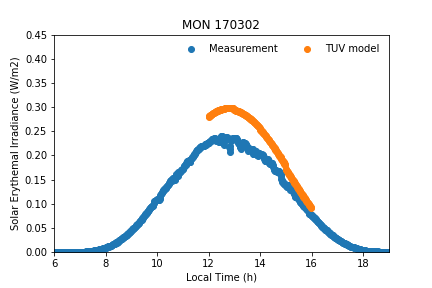 MON 170302
Measurement
TUV model
Solar Erythemal Irradiance (W/m2)
0.45
0.40
0.35
0.30
0.25
0.20
0.15
0.10
0.05
0.00
6 8 10 12 14 16 18
Local Time (h)